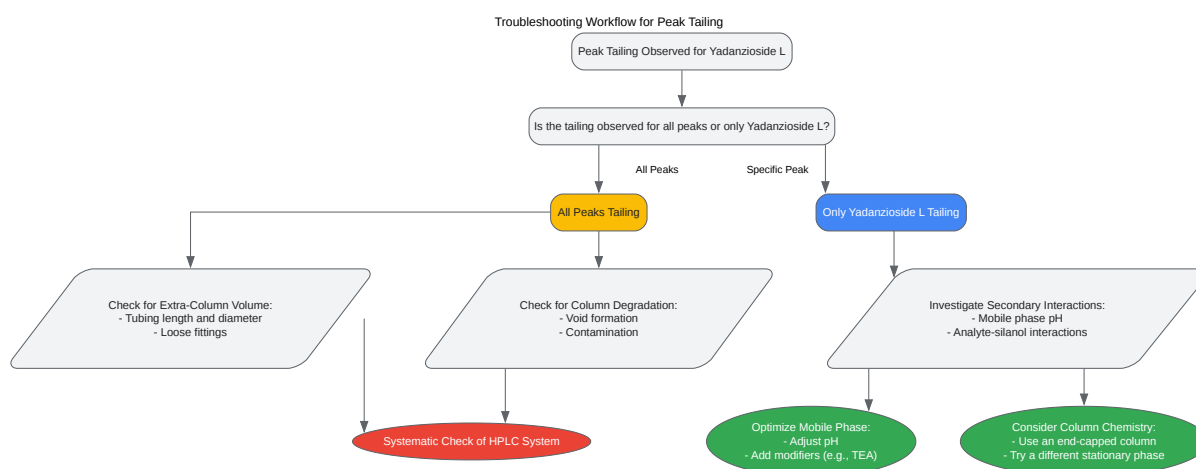 Troubleshooting Workflow for Peak Tailing
Peak Tailing Observed for Yadanzioside L
Is the tailing observed for all peaks or only Yadanzioside L?
All Peaks
Specific Peak
All Peaks Tailing
Only Yadanzioside L Tailing
Check for Extra-Column Volume:
- Tubing length and diameter
- Loose fittings
Check for Column Degradation:
- Void formation
- Contamination
Investigate Secondary Interactions:
- Mobile phase pH
- Analyte-silanol interactions
Systematic Check of HPLC System
Optimize Mobile Phase:
- Adjust pH
- Add modifiers (e.g., TEA)
Consider Column Chemistry:
- Use an end-capped column
- Try a different stationary phase